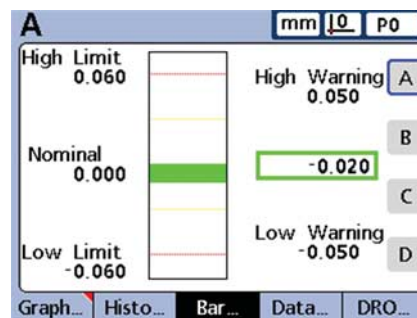 A
mm 0 P0
High Limit
0.060
High Warning
0.050
A
B
Nominal
0.000
-0.020
C
Low Warning
-0.050
D
Low Limit
-0.060
Graph... Histo... Bar... Data... DRO...